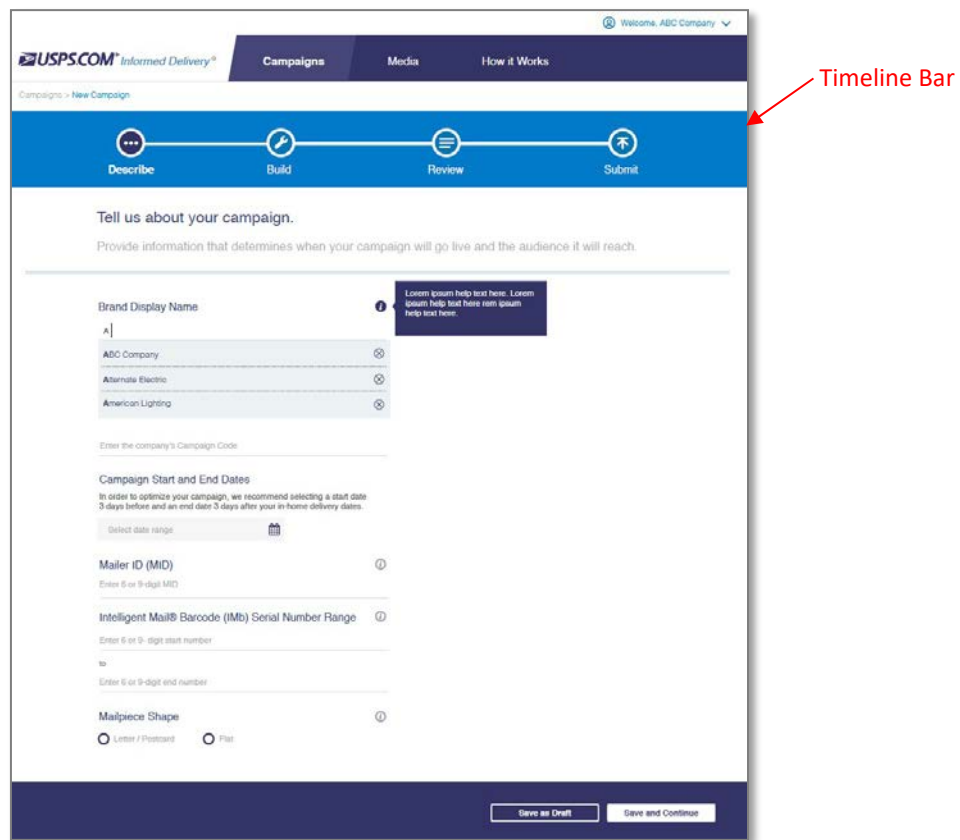 Welcome, ABC Company
USPS.COM® Informed Delivery®
Campaigns
Media
How it Works
Timeline Bar
Campaigns > New Campaign
Describe
Build
Review
Submit
Tell us about your campaign.
Provide information that determines when your campaign will go live and the audience it will reach.
Brand Display Name
Lorem ipsum help text here. Lorem
ipsum help text here rem ipsum
help text here.
A
ABC Company
Alternate Electric
American Lighting
Enter the company's Campaign Code
Campaign Start and End Dates
In order to optimize your campaign, we recommend selecting a start date
3 days before and an end date 3 days after your in-home delivery dates.
Select date range
Mailer ID (MID)
Enter 6 or 9-digit MID
Intelligent Mail® Barcode (IMb) Serial Number Range
Enter 6 or 9- digit start number
to
Enter 6 or 9-digit end number
Mailpiece Shape
Letter / Postcard
Flat
Save as Draft
Save and Continue